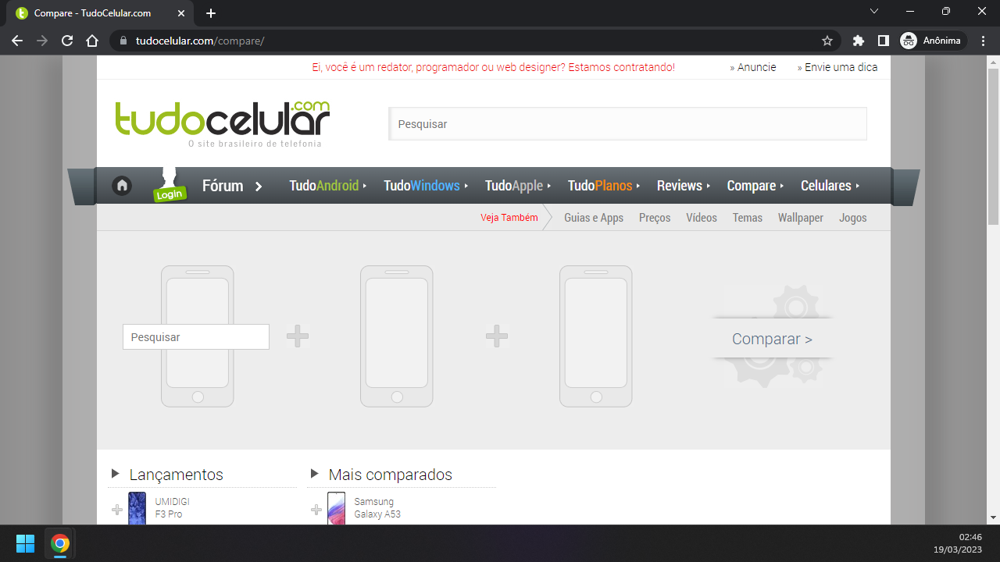 Compare - TudoCelular.com
tudocelular.com/compare/
Anônima
Ei, você é um redator, programador ou web designer? Estamos contratando!
» Anuncie
» Envie uma dica
tudocelular.com
O site brasileiro de telefonia
Pesquisar
Login
Fórum
TudoAndroid
TudoWindows
TudoApple
TudoPlanos
Reviews
Compare
Celulares
Veja Também
Guias e Apps
Preços
Vídeos
Temas
Wallpaper
Jogos
Pesquisar
Comparar >
Lançamentos
UMIDIGI
F3 Pro
Mais comparados
Samsung
Galaxy A53
02:46
19/03/2023